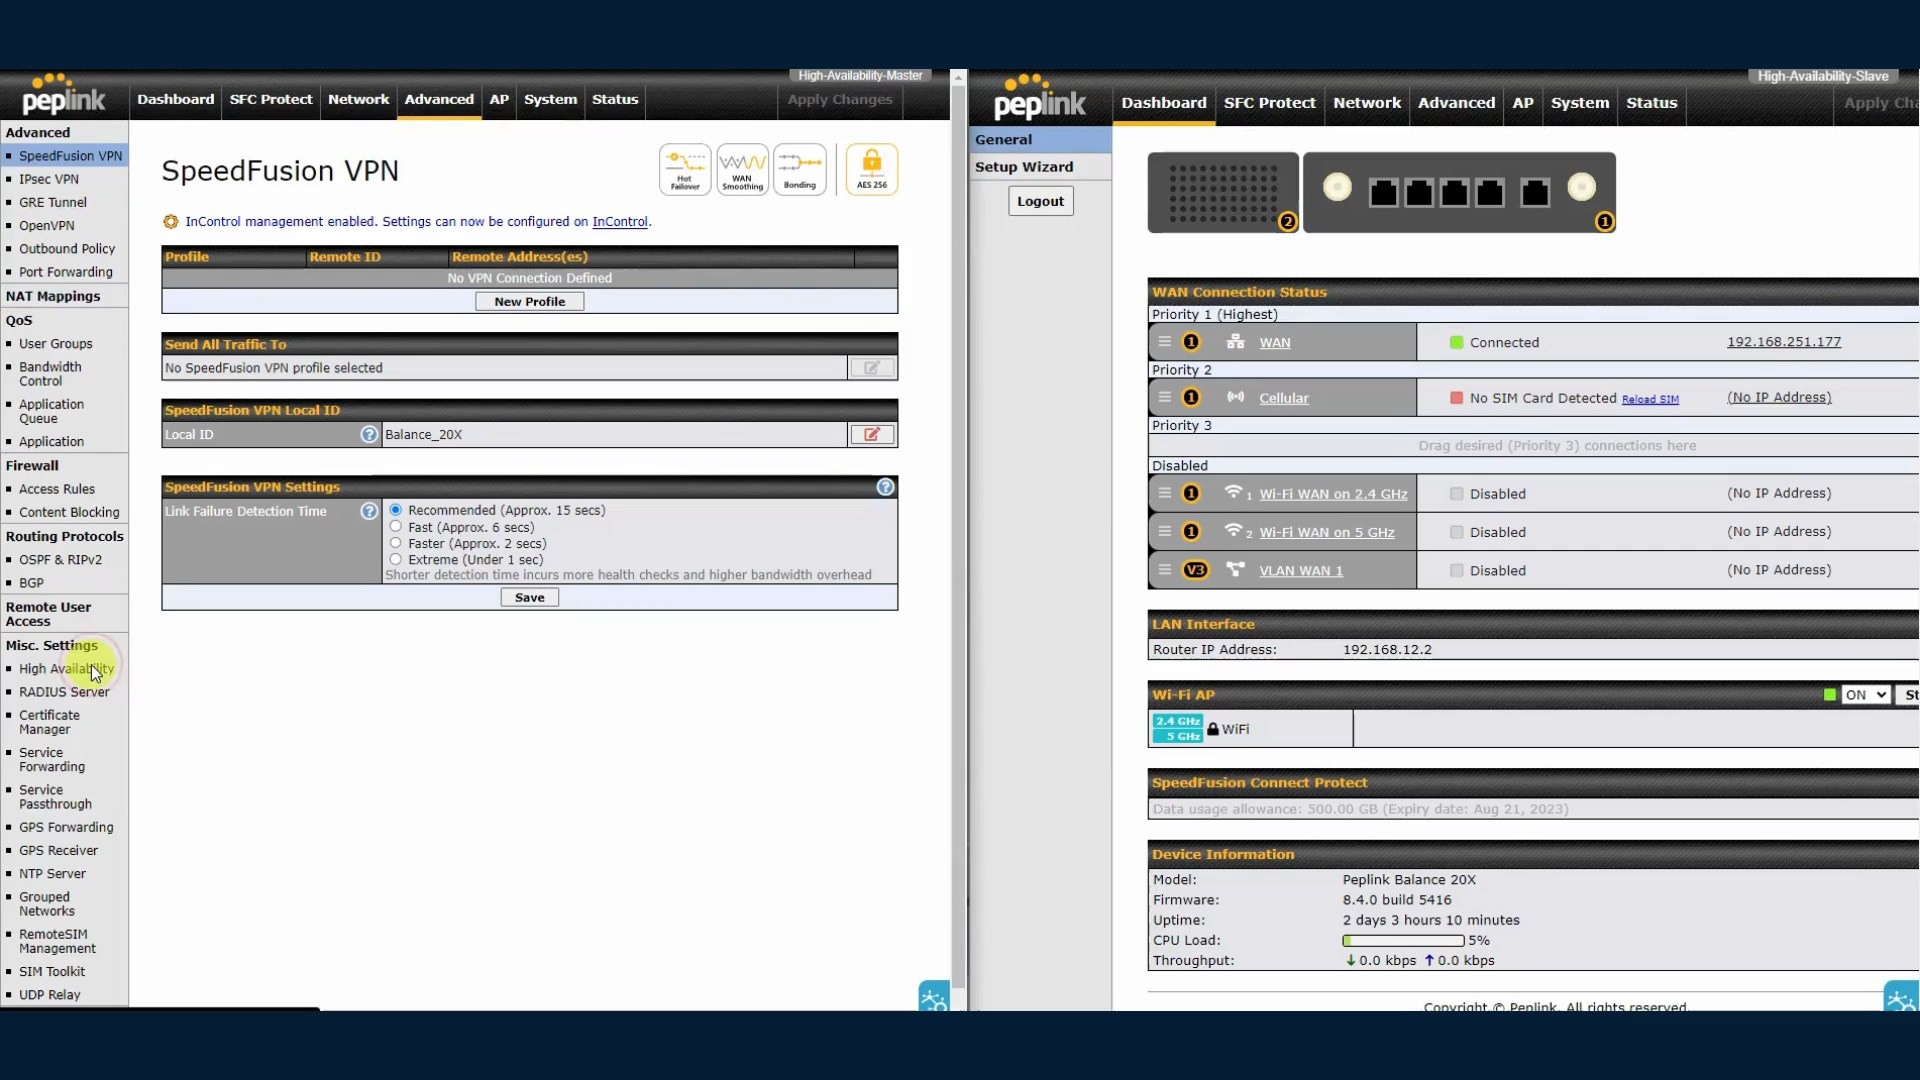 High-Availability-Master
peplink
Dashboard
SFC Protect
Network
Advanced
AP
System
Status
Apply Changes
Advanced
SpeedFusion VPN
IPsec VPN
GRE Tunnel
OpenVPN
Outbound Policy
Port Forwarding
NAT Mappings
QoS
User Groups
Bandwidth
Control
Application
Queue
Application
Firewall
Access Rules
Content Blocking
Routing Protocols
OSPF & RIPv2
BGP
Remote User
Access
Misc. Settings
High Availability
RADIUS Server
Certificate
Manager
Service
Forwarding
Service
Passthrough
GPS Forwarding
GPS Receiver
NTP Server
Grouped
Networks
RemoteSIM
Management
SIM Toolkit
UDP Relay
SpeedFusion VPN
Hot
Failover
WAN
Smoothing
Bonding
AES 256
InControl management enabled. Settings can now be configured on InControl.
Profile Remote ID Remote Address(es)
No VPN Connection Defined
New Profile
Send All Traffic To
No SpeedFusion VPN profile selected
SpeedFusion VPN Local ID
Local ID ? Balance_20X
SpeedFusion VPN Settings ?
Link Failure Detection Time ? Recommended (Approx. 15 secs)
Fast (Approx. 6 secs)
Faster (Approx. 2 secs)
Extreme (Under 1 sec)
Shorter detection time incurs more health checks and higher bandwidth overhead
Save
High-Availability-Slave
peplink
Dashboard
SFC Protect
Network
Advanced
AP
System
Status
Apply Cha
General
Setup Wizard
Logout
2
1
WAN Connection Status
Priority 1 (Highest)
1 WAN Connected 192.168.251.177
Priority 2
1 Cellular No SIM Card Detected Reload SIM (No IP Address)
Priority 3
Drag desired (Priority 3) connections here
Disabled
1 1 Wi-Fi WAN on 2.4 GHz Disabled (No IP Address)
1 2 Wi-Fi WAN on 5 GHz Disabled (No IP Address)
V3 VLAN WAN 1 Disabled (No IP Address)
LAN Interface
Router IP Address: 192.168.12.2
Wi-Fi AP ON St
2.4 GHz
5 GHz
WiFi
SpeedFusion Connect Protect
Data usage allowance: 500.00 GB (Expiry date: Aug 21, 2023)
Device Information
Model: Peplink Balance 20X
Firmware: 8.4.0 build 5416
Uptime: 2 days 3 hours 10 minutes
CPU Load: 5%
Throughput: 0.0 kbps 0.0 kbps
Copyright © Peplink. All rights reserved.